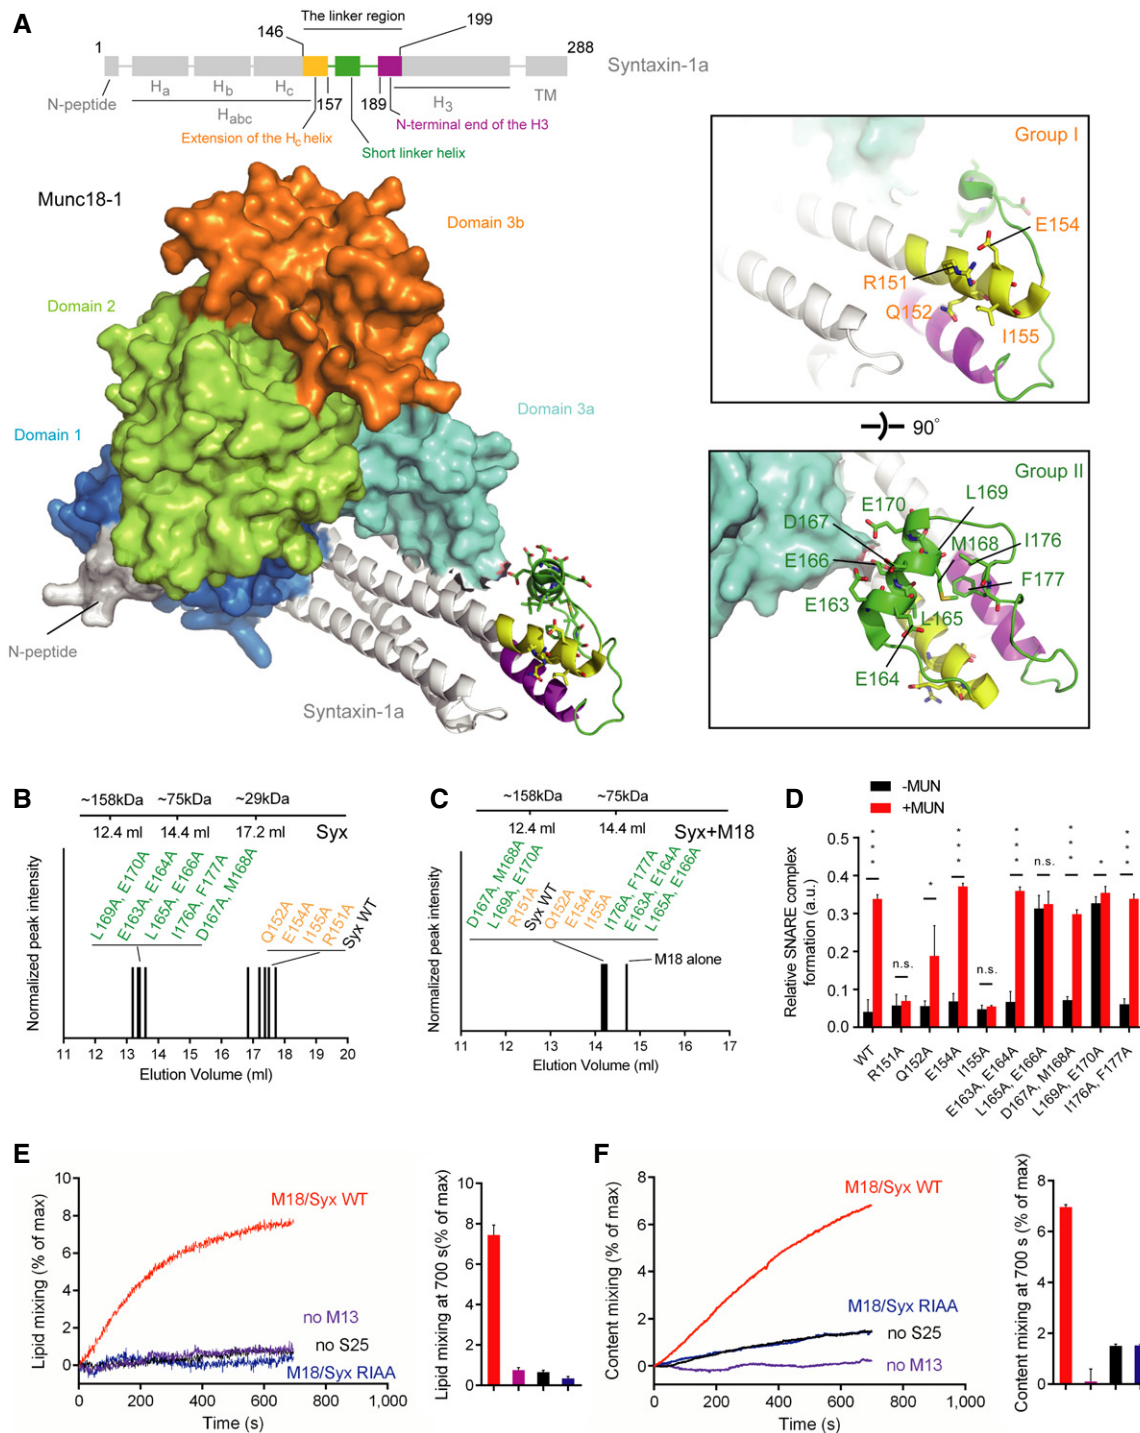 A
The linker region
146
199
1
288
Syntaxin-1a
N-peptide
Ha
Hb
Hc
157
189
H3
TM
Habc
N-terminal end of the H3
Extension of the Hc helix
Short linker helix
Munc18-1
Domain 3b
Domain 2
Domain 3a
Domain 1
N-peptide
Syntaxin-1a
Group I
E154
R151
Q152
I155
90°
Group II
E170
L169
D167
M168
I176
E166
F177
E163
L165
E164
B
~158kDa
~75kDa
~29kDa
12.4 ml
14.4 ml
17.2 ml
Syx
L169A, E170A
E163A, E164A
L165A, E166A
I176A, F177A
D167A, M168A
Q152A
E154A
I155A
R151A
Syx WT
Normalized peak intensity
11 12 13 14 15 16 17 18 19 20
Elution Volume (ml)
C
~158kDa
~75kDa
12.4 ml
14.4 ml
Syx+M18
D167A, M168A
L169A, E170A
R151A
Syx WT
Q152A
E154A
I155A
I176A, F177A
E163A, E164A
L165A, E166A
M18 alone
Normalized peak intensity
11 12 13 14 15 16 17
Elution Volume (ml)
D
-MUN
+MUN
Relative SNARE complex
formation (a.u.)
0.5
0.4
0.3
0.2
0.1
0.0
* * *
n.s.
*
* * *
n.s.
* * *
n.s.
* * *
*
* * *
WT
R151A
Q152A
E154A
I155A
E163A, E164A
L165A, E166A
D167A, M168A
L169A, E170A
I176A, F177A
E
Lipid mixing (% of max)
10
8
6
4
2
0
M18/Syx WT
no M13
no S25
M18/Syx RIAA
0 200 400 600 800 1,000
Time (s)
Lipid mixing at 700 s(% of max)
10
8
6
4
2
0
F
Content mixing (% of max)
8
6
4
2
0
M18/Syx WT
M18/Syx RIAA
no S25
no M13
0 200 400 600 800 1,000
Time (s)
Content mixing at 700 s (% of max)
8
6
4
2
0